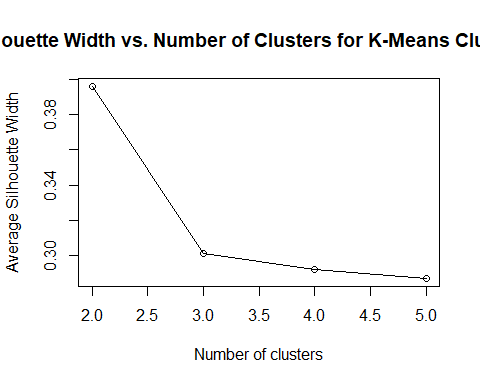 ouette Width vs. Number of Clusters for K-Means Clu
Average Silhouette Width
0.38
0.34
0.30
2.0 2.5 3.0 3.5 4.0 4.5 5.0
Number of clusters